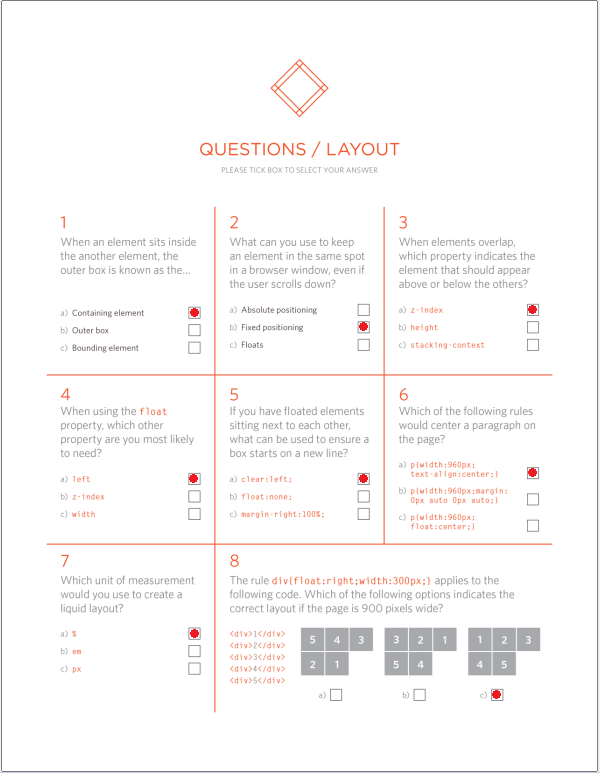 QUESTIONS / LAYOUT
PLEASE TICK BOX TO SELECT YOUR ANSWER
1
When an element sits inside
the another element, the
outer box is known as the...
a) Containing element
b) Outer box
c) Bounding element
2
What can you use to keep
an element in the same spot
in a browser window, even if
the user scrolls down?
a) Absolute positioning
b) Fixed positioning
c) Floats
3
When elements overlap,
which property indicates the
element that should appear
above or below the others?
a) z-index
b) height
c) stacking-context
4
When using the float
property, which other
property are you most likely
to need?
a) left
b) z-index
c) width
5
If you have floated elements
sitting next to each other,
what can be used to ensure a
box starts on a new line?
a) clear:left;
b) float:none;
c) margin-right:100%;
6
Which of the following rules
would center a paragraph on
the page?
a) p{width:960px;
text-align:center;}
b) p{width:960px;margin:
0px auto 0px auto;}
c) p{width:960px;
float:center;}
7
Which unit of measurement
would you use to create a
liquid layout?
a) %
b) em
c) px
8
The rule div{float:right;width:300px;} applies to the
following code. Which of the following options indicates the
correct layout if the page is 900 pixels wide?
<div>1</div>
<div>2</div>
<div>3</div>
<div>4</div>
<div>5</div>
5 4 3
2 1
a)
3 2 1
5 4
b)
1 2 3
4 5
c)